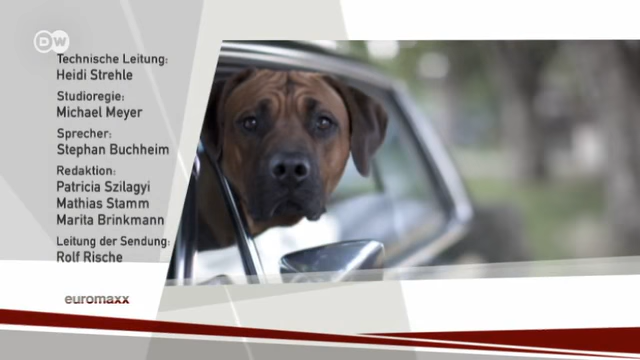 DW
Technische Leitung:
Heidi Strehle
Studioregie:
Michael Meyer
Sprecher:
Stephan Buchheim
Redaktion:
Patricia Szilagyi
Mathias Stamm
Marita Brinkmann
Leitung der Sendung:
Rolf Rische
euromaxx